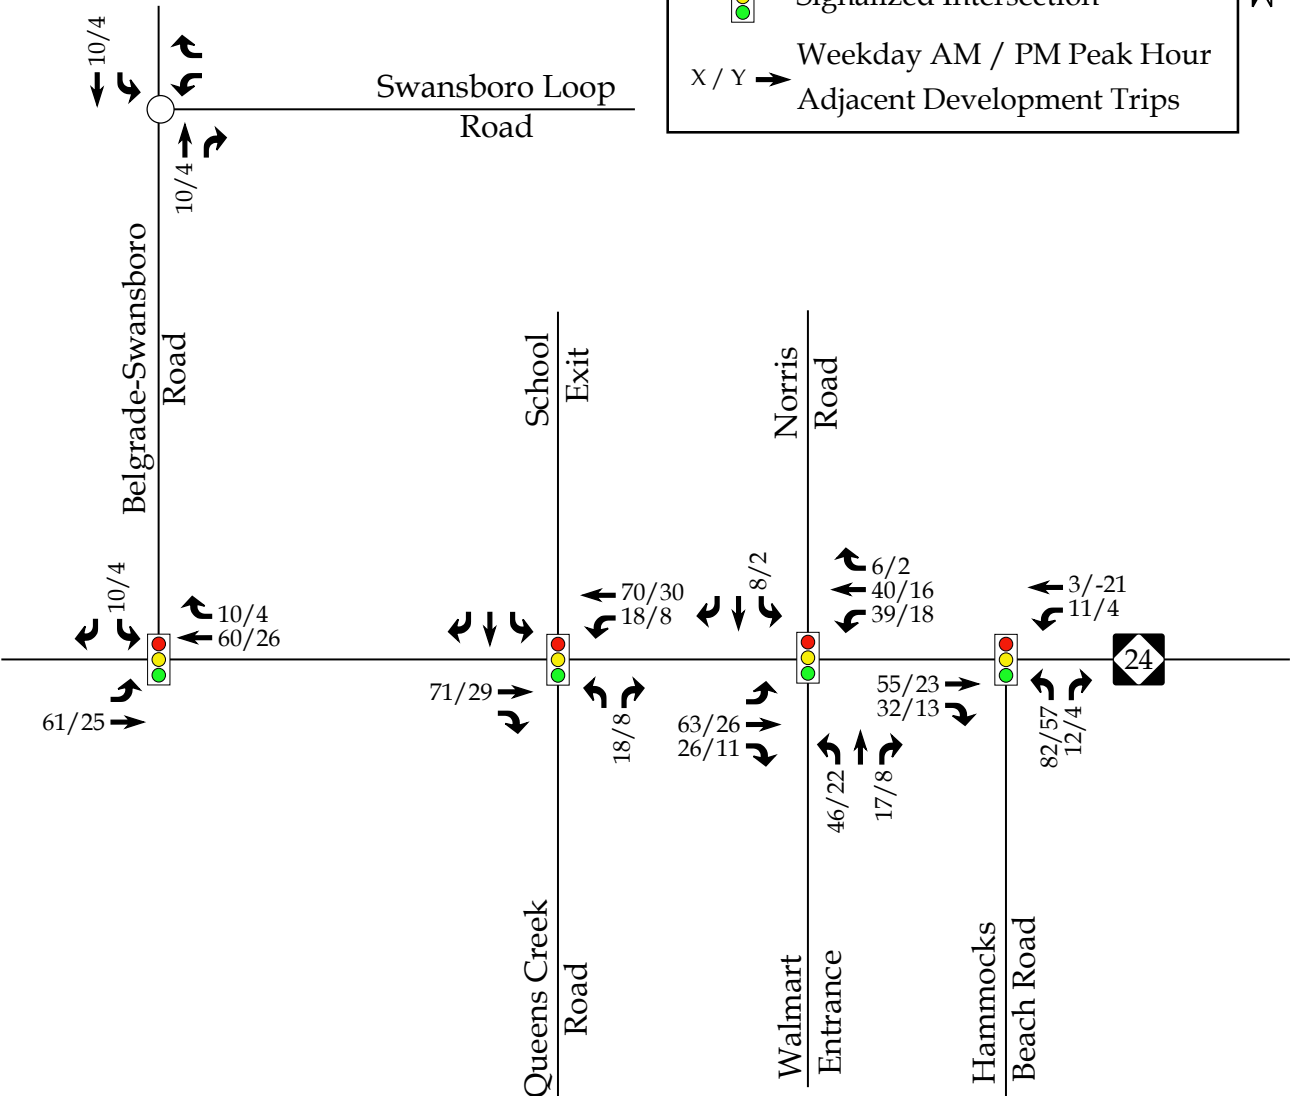 Signalized Intersection
X / Y
Weekday AM / PM Peak Hour
Adjacent Development Trips
10/4
Swansboro Loop
Road
10/4
Belgrade-Swansboro
Road
School
Exit
Norris
Road
10/4
10/4
60/26
61/25
70/30
18/8
71/29
18/8
8/2
6/2
40/16
39/18
63/26
26/11
46/22
17/8
3/-21
11/4
55/23
32/13
82/57
12/4
24
Queens Creek
Road
Walmart
Entrance
Hammocks
Beach Road